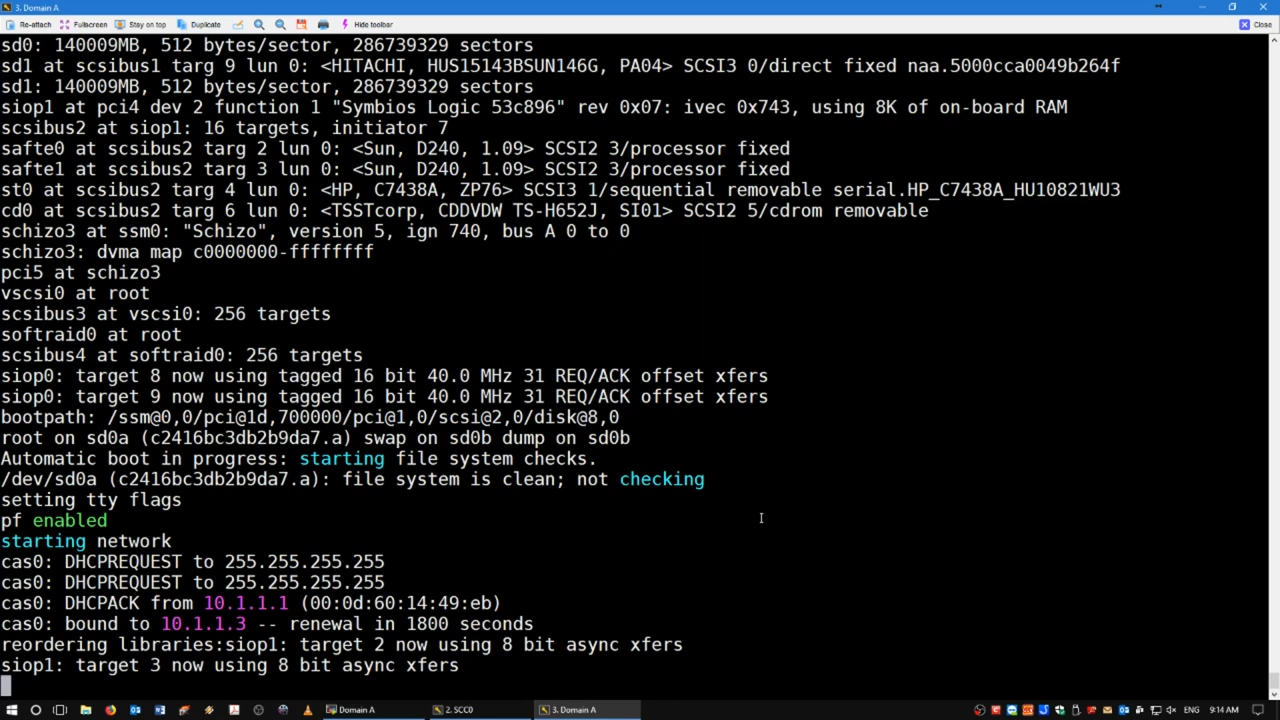 3. Domain A
Re-attach Fullscreen Stay on top Duplicate Hide toolbar Close
sd0: 140009MB, 512 bytes/sector, 286739329 sectors
sd1 at scsibus1 targ 9 lun 0: <HITACHI, HUS15143BSUN146G, PA04> SCSI3 0/direct fixed naa.5000cca0049b264f
sd1: 140009MB, 512 bytes/sector, 286739329 sectors
siop1 at pci4 dev 2 function 1 "Symbios Logic 53c896" rev 0x07: ivec 0x743, using 8K of on-board RAM
scsibus2 at siop1: 16 targets, initiator 7
safte0 at scsibus2 targ 2 lun 0: <Sun, D240, 1.09> SCSI2 3/processor fixed
safte1 at scsibus2 targ 3 lun 0: <Sun, D240, 1.09> SCSI2 3/processor fixed
st0 at scsibus2 targ 4 lun 0: <HP, C7438A, ZP76> SCSI3 1/sequential removable serial.HP_C7438A_HU10821WU3
cd0 at scsibus2 targ 6 lun 0: <TSSTcorp, CDDVDW TS-H652J, SI01> SCSI2 5/cdrom removable
schizo3 at ssm0: "Schizo", version 5, ign 740, bus A 0 to 0
schizo3: dvma map c0000000-ffffffff
pci5 at schizo3
vscsi0 at root
scsibus3 at vscsi0: 256 targets
softraid0 at root
scsibus4 at softraid0: 256 targets
siop0: target 8 now using tagged 16 bit 40.0 MHz 31 REQ/ACK offset xfers
siop0: target 9 now using tagged 16 bit 40.0 MHz 31 REQ/ACK offset xfers
bootpath: /ssm@0,0/pci@1d,700000/pci@1,0/scsi@2,0/disk@8,0
root on sd0a (c2416bc3db2b9da7.a) swap on sd0b dump on sd0b
Automatic boot in progress: starting file system checks.
/dev/sd0a (c2416bc3db2b9da7.a): file system is clean; not checking
setting tty flags
pf enabled
starting network
cas0: DHCPREQUEST to 255.255.255.255
cas0: DHCPREQUEST to 255.255.255.255
cas0: DHCPACK from 10.1.1.1 (00:0d:60:14:49:eb)
cas0: bound to 10.1.1.3 -- renewal in 1800 seconds
reordering libraries:siop1: target 2 now using 8 bit async xfers
siop1: target 3 now using 8 bit async xfers
Domain A 2. SCC0 3. Domain A ENG 9:14 AM